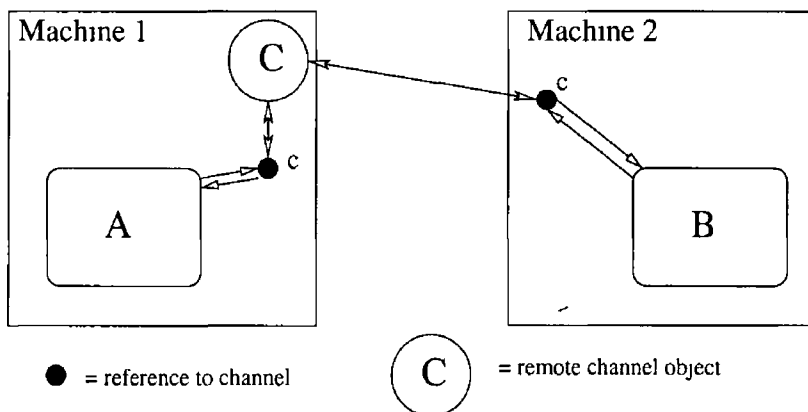 Machine 1
C
c
A
Machine 2
c
B
= reference to channel
C
= remote channel object